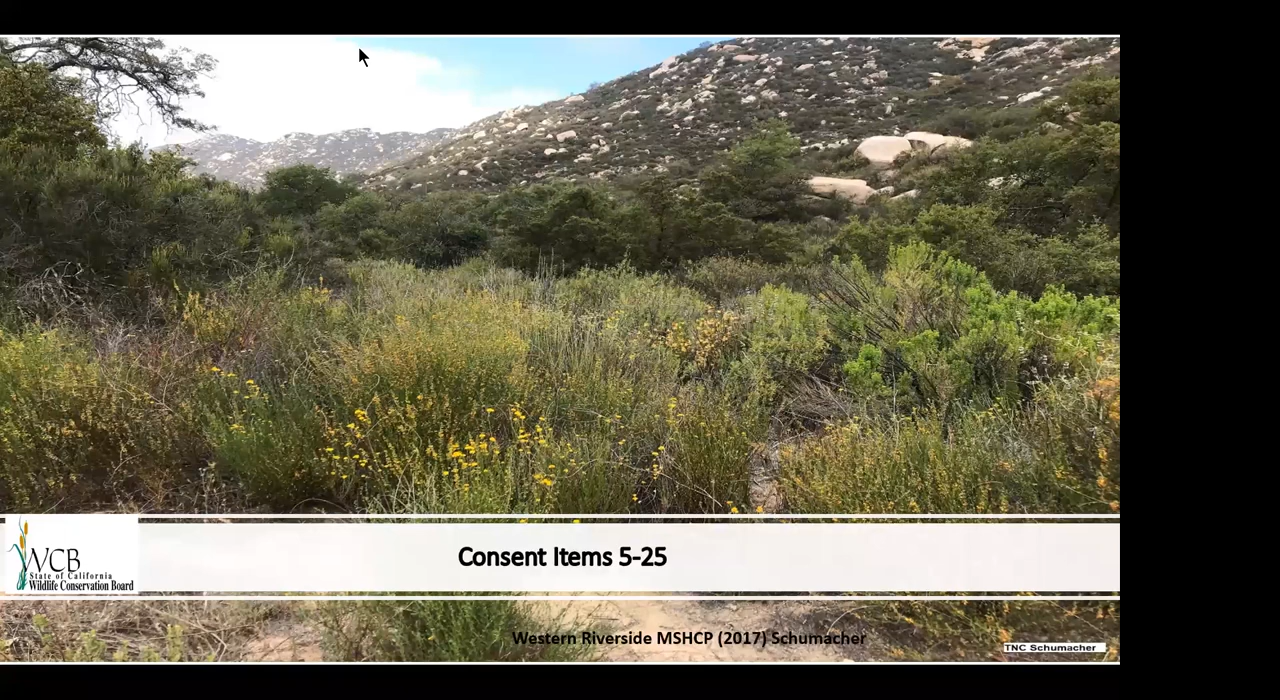 Consent Items 5-25
WCB
State of California
Wildlife Conservation Board
Western Riverside MSHCP (2017) Schumacher
TNC Schumacher